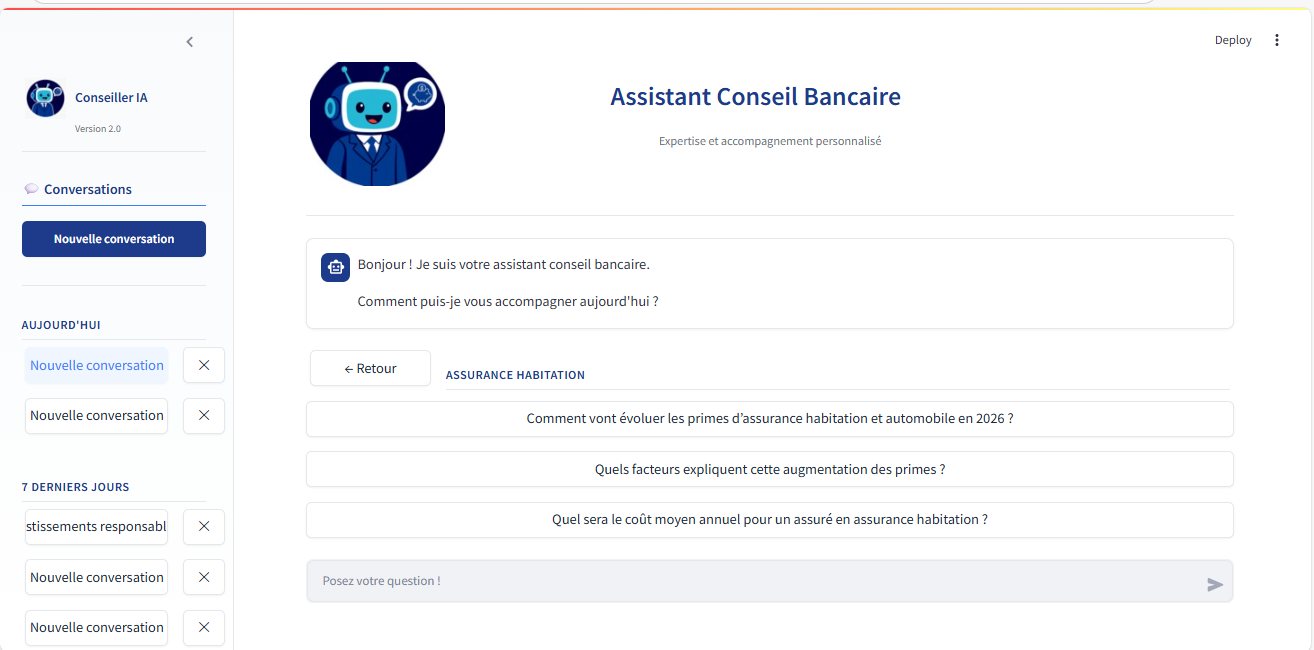 Deploy
Conseiller IA
Version 2.0
Conversations
Nouvelle conversation
AUJOURD'HUI
Nouvelle conversation
Nouvelle conversation
7 DERNIERS JOURS
stissements responsabl
Nouvelle conversation
Nouvelle conversation
Assistant Conseil Bancaire
Expertise et accompagnement personnalisé
Bonjour ! Je suis votre assistant conseil bancaire.
Comment puis-je vous accompagner aujourd'hui ?
← Retour
ASSURANCE HABITATION
Comment vont évoluer les primes d’assurance habitation et automobile en 2026 ?
Quels facteurs expliquent cette augmentation des primes ?
Quel sera le coût moyen annuel pour un assuré en assurance habitation ?
Posez votre question !